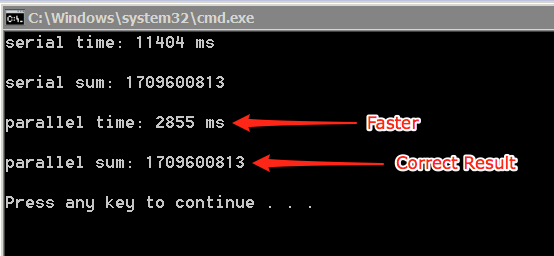 C:\Windows\system32\cmd.exe
serial time: 11404 ms
serial sum: 1709600813
parallel time: 2855 ms Faster
parallel sum: 1709600813 Correct Result
Press any key to continue . . .